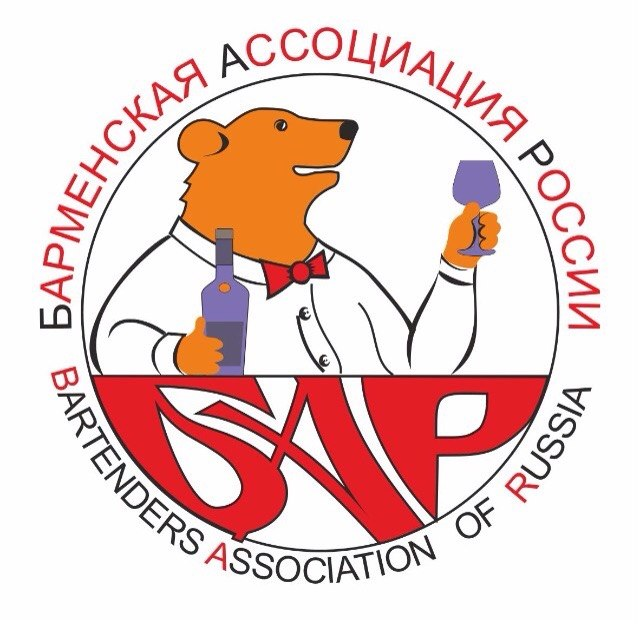 БАРМЕНСКАЯ АССОЦИАЦИЯ РОССИИ
БАР
BARTENDERS ASSOCIATION OF RUSSIA